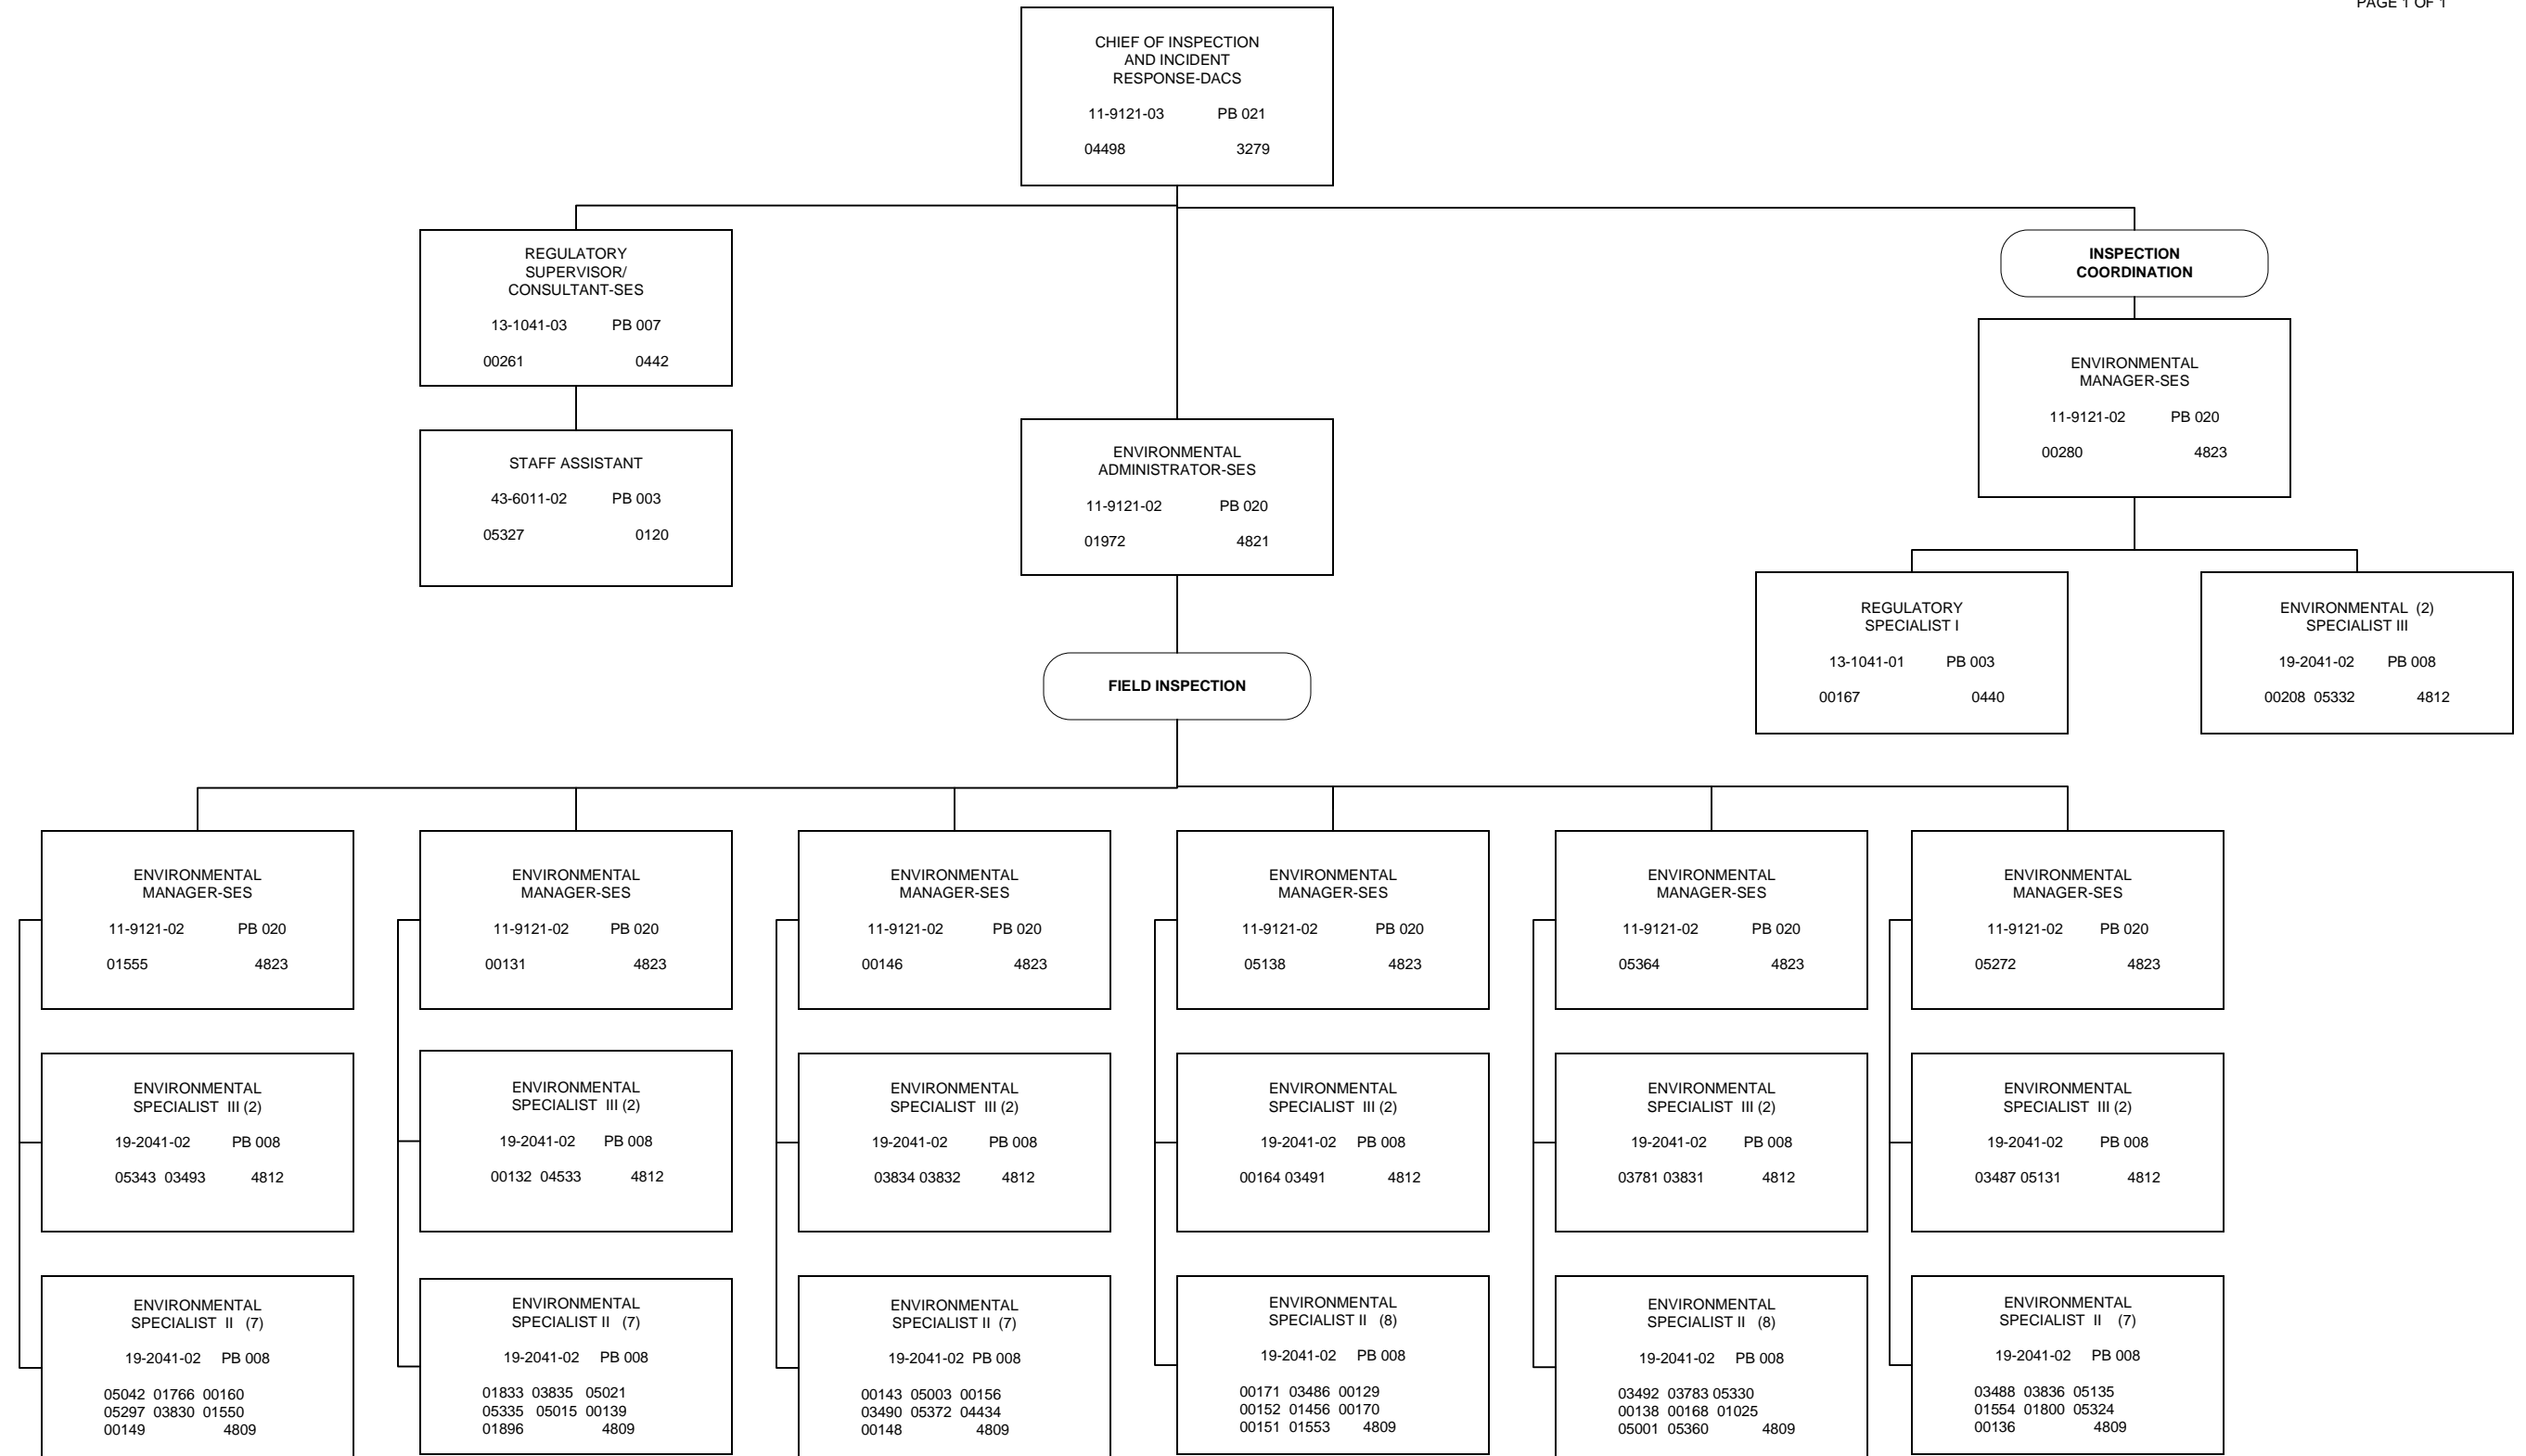 PAGE 1 OF 1
CHIEF OF INSPECTION
AND INCIDENT
RESPONSE-DACS
11-9121-03 PB 021
04498 3279
REGULATORY
SUPERVISOR/
CONSULTANT-SES
13-1041-03 PB 007
00261 0442
STAFF ASSISTANT
43-6011-02 PB 003
05327 0120
ENVIRONMENTAL
ADMINISTRATOR-SES
11-9121-02 PB 020
01972 4821
INSPECTION
COORDINATION
ENVIRONMENTAL
MANAGER-SES
11-9121-02 PB 020
00280 4823
REGULATORY
SPECIALIST I
13-1041-01 PB 003
00167 0440
ENVIRONMENTAL (2)
SPECIALIST III
19-2041-02 PB 008
00208 05332 4812
FIELD INSPECTION
ENVIRONMENTAL
MANAGER-SES
11-9121-02 PB 020
01555 4823
ENVIRONMENTAL
SPECIALIST III (2)
19-2041-02 PB 008
05343 03493 4812
ENVIRONMENTAL
SPECIALIST II (7)
19-2041-02 PB 008
05042 01766 00160
05297 03830 01550
00149 4809
ENVIRONMENTAL
MANAGER-SES
11-9121-02 PB 020
00131 4823
ENVIRONMENTAL
SPECIALIST III (2)
19-2041-02 PB 008
00132 04533 4812
ENVIRONMENTAL
SPECIALIST II (7)
19-2041-02 PB 008
01833 03835 05021
05335 05015 00139
01896 4809
ENVIRONMENTAL
MANAGER-SES
11-9121-02 PB 020
00146 4823
ENVIRONMENTAL
SPECIALIST III (2)
19-2041-02 PB 008
03834 03832 4812
ENVIRONMENTAL
SPECIALIST II (7)
19-2041-02 PB 008
00143 05003 00156
03490 05372 04434
00148 4809
ENVIRONMENTAL
MANAGER-SES
11-9121-02 PB 020
05138 4823
ENVIRONMENTAL
SPECIALIST III (2)
19-2041-02 PB 008
00164 03491 4812
ENVIRONMENTAL
SPECIALIST II (8)
19-2041-02 PB 008
00171 03486 00129
00152 01456 00170
00151 01553 4809
ENVIRONMENTAL
MANAGER-SES
11-9121-02 PB 020
05364 4823
ENVIRONMENTAL
SPECIALIST III (2)
19-2041-02 PB 008
03781 03831 4812
ENVIRONMENTAL
SPECIALIST II (8)
19-2041-02 PB 008
03492 03783 05330
00138 00168 01025
05001 05360 4809
ENVIRONMENTAL
MANAGER-SES
11-9121-02 PB 020
05272 4823
ENVIRONMENTAL
SPECIALIST III (2)
19-2041-02 PB 008
03487 05131 4812
ENVIRONMENTAL
SPECIALIST II (7)
19-2041-02 PB 008
03488 03836 05135
01554 01800 05324
00136 4809